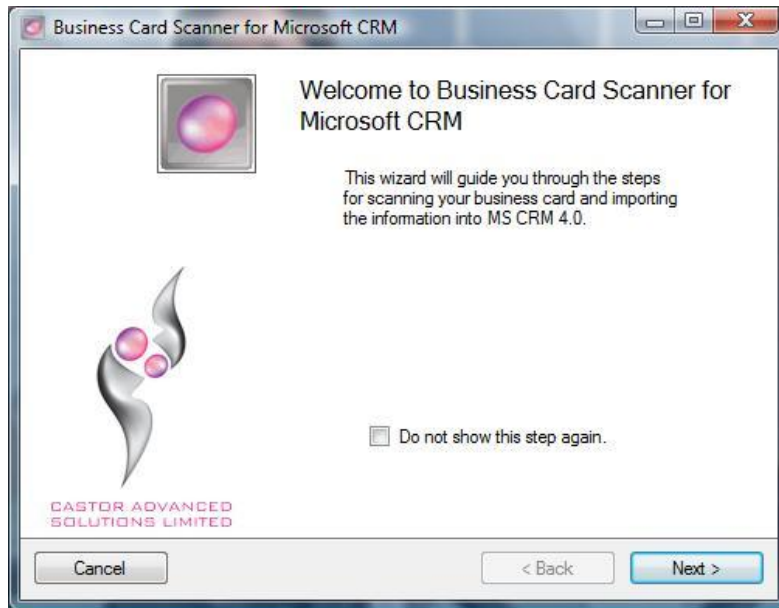 Business Card Scanner for Microsoft CRM
Welcome to Business Card Scanner for
Microsoft CRM
This wizard will guide you through the steps
for scanning your business card and importing
the information into MS CRM 4.0.
Do not show this step again.
CASTOR ADVANCED
SOLUTIONS LIMITED
Cancel
< Back
Next >